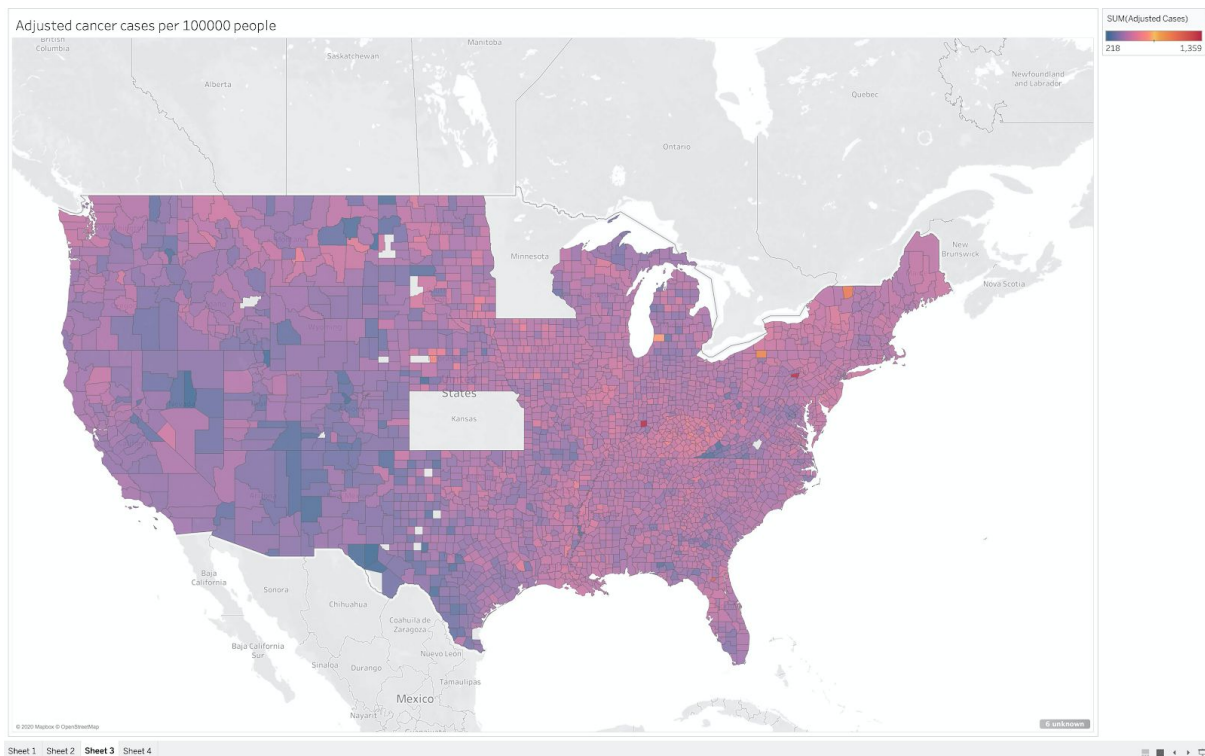 Adjusted cancer cases per 100000 people
SUM(Adjusted Cases)
218
1,359
British
Columbia
Manitoba
Saskatchewan
Alberta
Newfoundland
and Labrador
Quebec
Ontario
New
Brunswick
Minnesota
Nova Scotia
States
Kansas
Baja
California
Sonora
Chihuahua
Coahuila de
Zaragoza
Baja California
Sur
Nuevo León
Sinaloa
Durango
Tamaulipas
Mexico
Nayarit
© 2020 Mapbox © OpenStreetMap
6 unknown
Sheet 1
Sheet 2
Sheet 3
Sheet 4